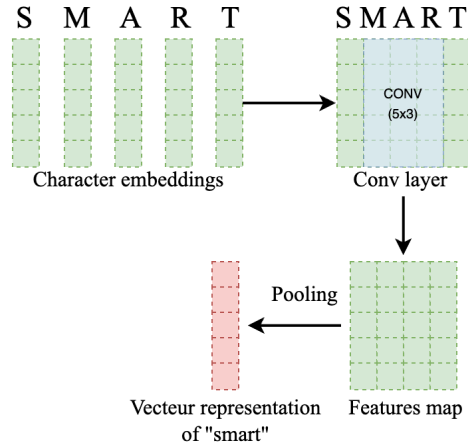 S M A R T
S M A R T
CONV
(5x3)
Character embeddings
Conv layer
Pooling
Vecteur representation
of "smart"
Features map